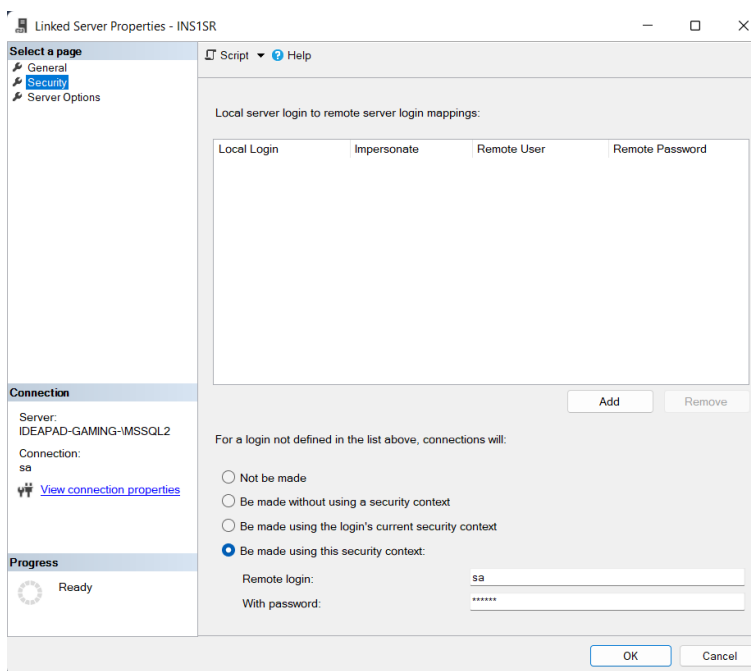 Linked Server Properties - INS1SR
Select a page
General
Security
Server Options
Script
Help
Local server login to remote server login mappings:
Local Login Impersonate Remote User Remote Password
Add Remove
Connection
Server:
IDEAPAD-GAMING-\MSSQL2
Connection:
sa
View connection properties
Progress
Ready
For a login not defined in the list above, connections will:
Not be made
Be made without using a security context
Be made using the login's current security context
Be made using this security context:
Remote login: sa
With password: ******
OK Cancel